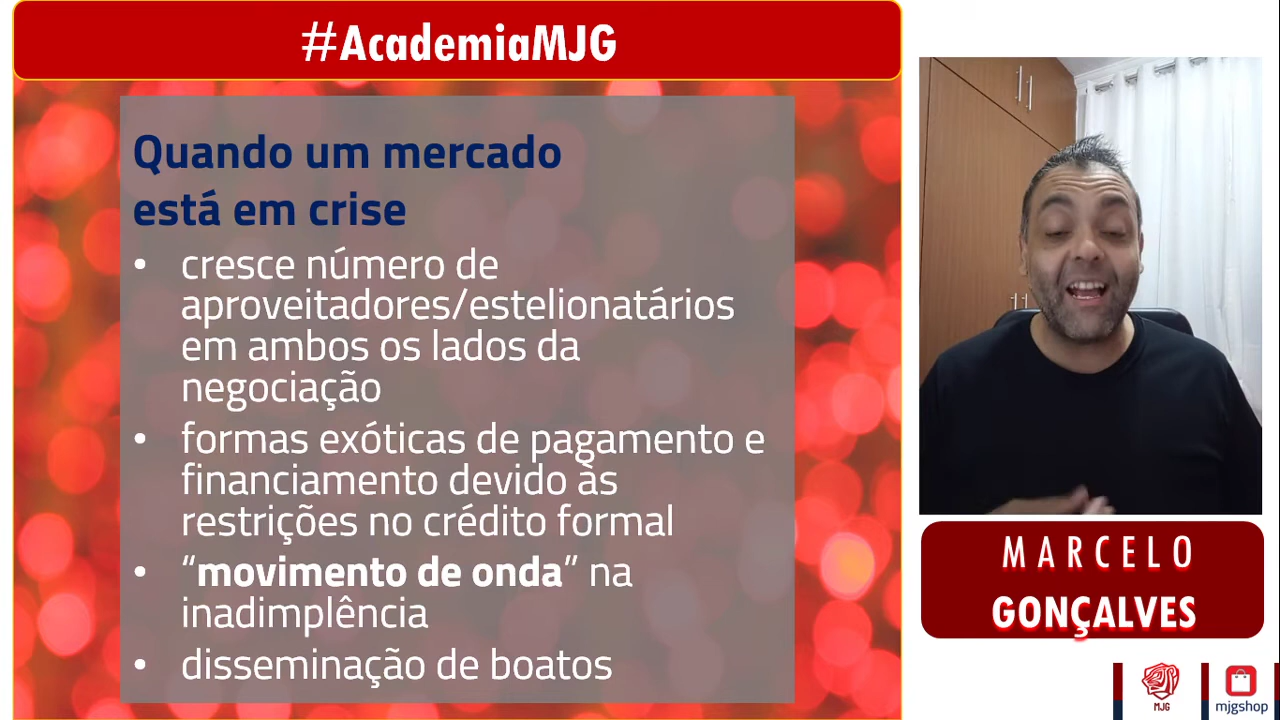 #AcademiaMJG
Quando um mercado
está em crise
• cresce número de
aproveitadores/estelionatários
em ambos os lados da
negociação
• formas exóticas de pagamento e
financiamento devido às
restrições no crédito formal
• “movimento de onda” na
inadimplência
• disseminação de boatos
MARCELO
GONÇALVES
MJG
mjgshop